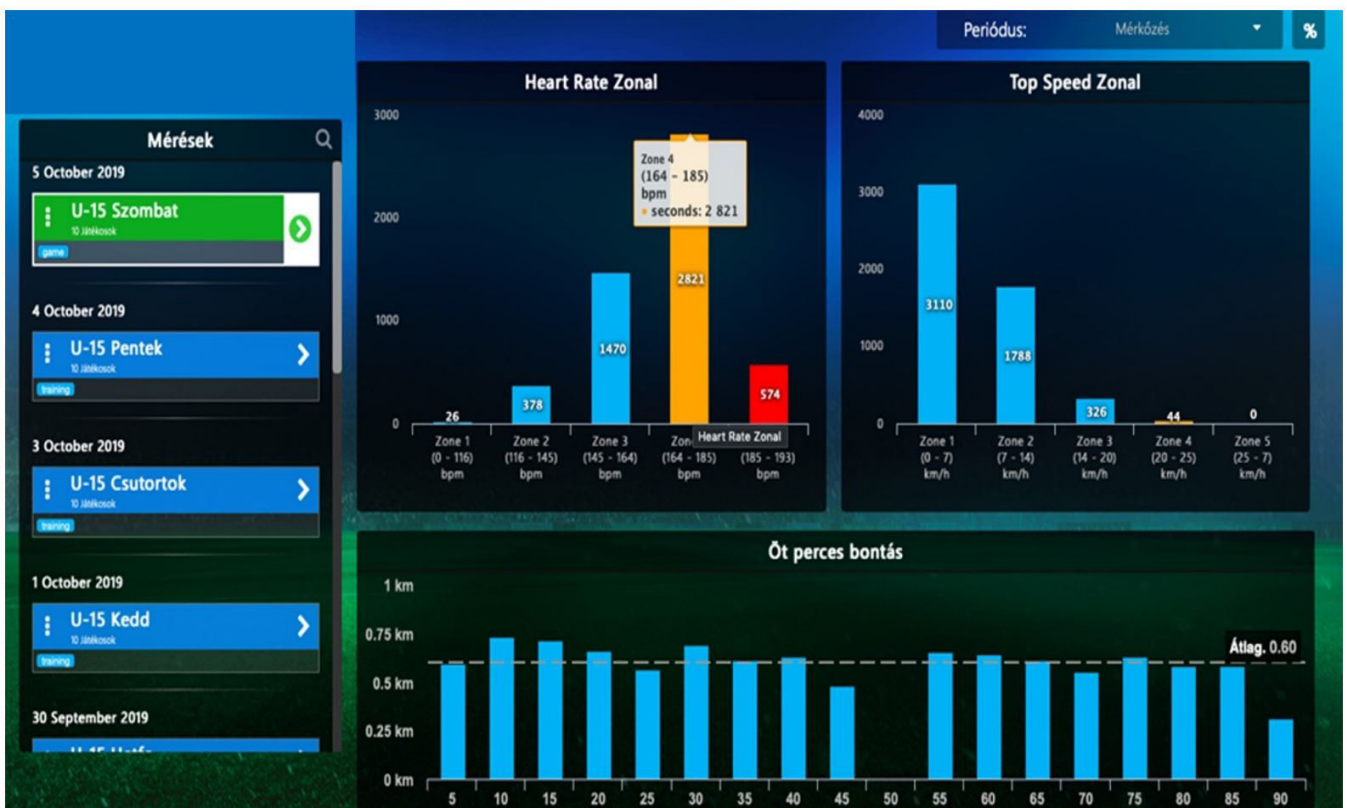 Periódus:
Mérkőzés
%
Mérések
5 October 2019
U-15 Szombat
10 Játékosok
game
4 October 2019
U-15 Pentek
10 Játékosok
training
3 October 2019
U-15 Csutortok
10 Játékosok
training
1 October 2019
U-15 Kedd
10 Játékosok
training
30 September 2019
Heart Rate Zonal
3000
2000
1000
0
Zone 4
(164 - 185)
bpm
seconds: 2 821
26
378
1470
2821
574
Zone 1
(0 - 116)
bpm
Zone 2
(116 - 145)
bpm
Zone 3
(145 - 164)
bpm
Zon
(164 - 185)
bpm
Heart Rate Zonal
(185 - 193)
bpm
Top Speed Zonal
4000
3000
2000
1000
0
3110
1788
326
44
0
Zone 1
(0 - 7)
km/h
Zone 2
(7 - 14)
km/h
Zone 3
(14 - 20)
km/h
Zone 4
(20 - 25)
km/h
Zone 5
(25 - 7)
km/h
Öt perces bontás
1 km
0.75 km
0.5 km
0.25 km
0 km
Átlag. 0.60
5 10 15 20 25 30 35 40 45 50 55 60 65 70 75 80 85 90